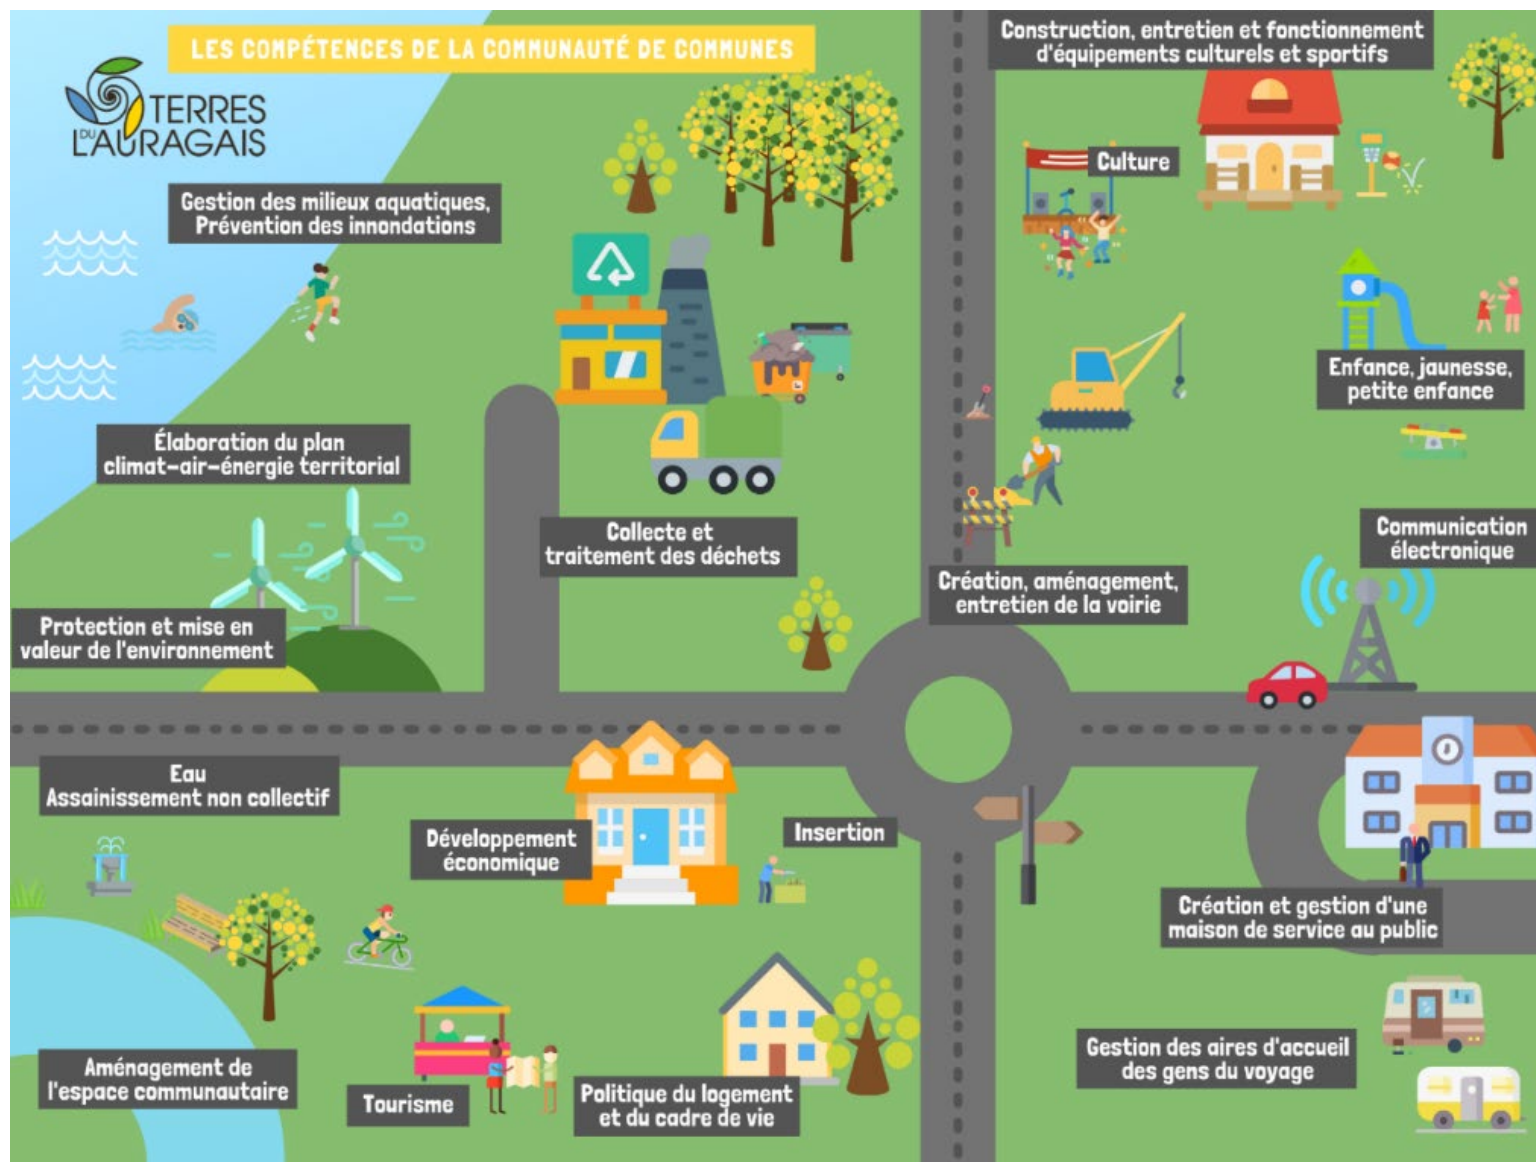 LES COMPÉTENCES DE LA COMMUNAUTÉ DE COMMUNES
TERRES
DU
L'AURAGAIS
Construction, entretien et fonctionnement
d'équipements culturels et sportifs
Culture
Gestion des milieux aquatiques,
Prévention des innondations
Enfance, jeunesse,
petite enfance
Élaboration du plan
climat-air-énergie territorial
Collecte et
traitement des déchets
Communication
électronique
Création, aménagement,
entretien de la voirie
Protection et mise en
valeur de l'environnement
Eau
Assainissement non collectif
Développement
économique
Insertion
Création et gestion d'une
maison de service au public
Aménagement de
l'espace communautaire
Tourisme
Politique du logement
et du cadre de vie
Gestion des aires d'accueil
des gens du voyage